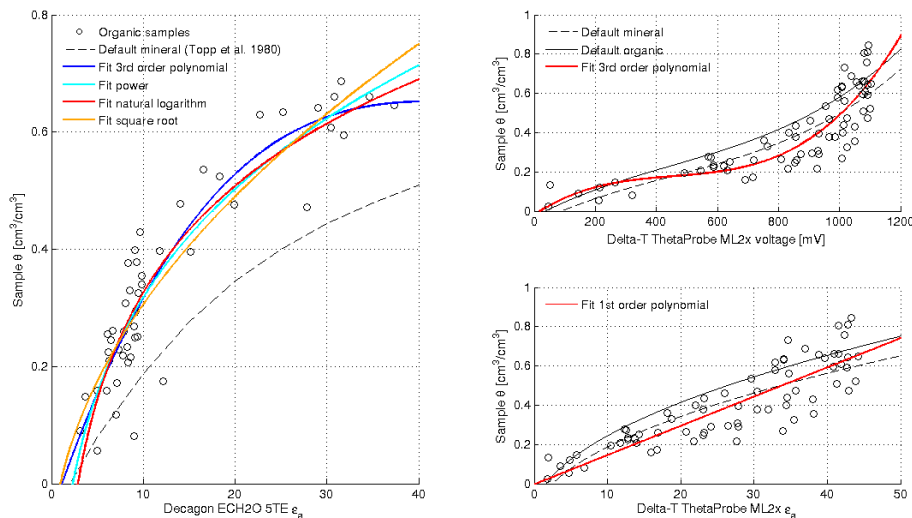 Organic samples
Default mineral (Topp et al. 1980)
Fit 3rd order polynomial
Fit power
Fit natural logarithm
Fit square root
0.8
0.6
0.4
0.2
0
0 10 20 30 40
Sample θ [cm³/cm³]
Decagon ECH2O 5TE εa
Default mineral
Default organic
Fit 3rd order polynomial
1
0.8
0.6
0.4
0.2
0
0 200 400 600 800 1000 1200
Sample θ [cm³/cm³]
Delta-T ThetaProbe ML2x voltage [mV]
Fit 1st order polynomial
1
0.8
0.6
0.4
0.2
0
0 10 20 30 40 50
Sample θ [cm³/cm³]
Delta-T ThetaProbe ML2x εa